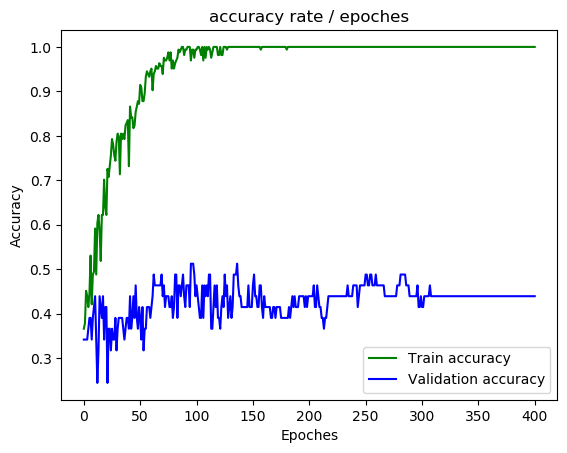 accuracy rate / epoches
1.0
0.9
0.8
0.7
0.6
0.5
0.4
0.3
Accuracy
Train accuracy
Validation accuracy
0 50 100 150 200 250 300 350 400
Epoches